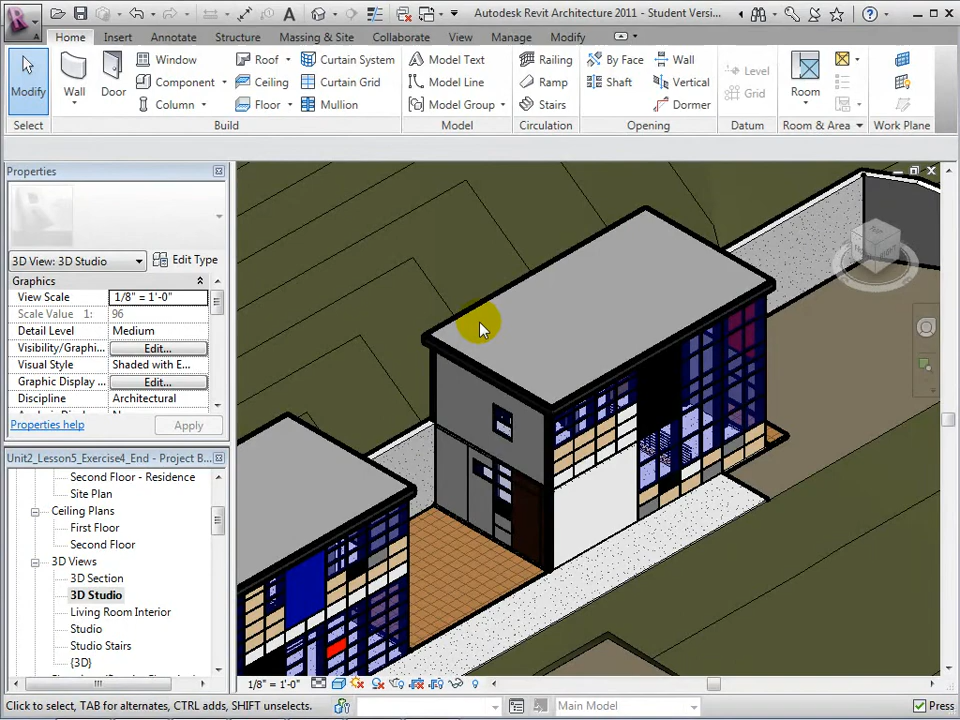 Autodesk Revit Architecture 2011 - Student Versi...
Home Insert Annotate Structure Massing & Site Collaborate View Manage Modify
Modify Wall Door Window Component Column Roof Ceiling Floor Curtain System Curtain Grid Mullion Model Text Model Line Model Group Railing Ramp Stairs By Face Shaft Wall Vertical Dormer Level Grid Room
Select Build Model Circulation Opening Datum Room & Area Work Plane
Properties
3D View: 3D Studio Edit Type
Graphics
View Scale 1/8" = 1'-0"
Scale Value 1: 96
Detail Level Medium
Visibility/Graphi... Edit...
Visual Style Shaded with E...
Graphic Display ... Edit...
Discipline Architectural
Properties help Apply
Unit2_Lesson5_Exercise4_End - Project B...
Second Floor - Residence
Site Plan
Ceiling Plans
First Floor
Second Floor
3D Views
3D Section
3D Studio
Living Room Interior
Studio
Studio Stairs
{3D}
1/8" = 1'-0"
Click to select, TAB for alternates, CTRL adds, SHIFT unselects. Main Model Press